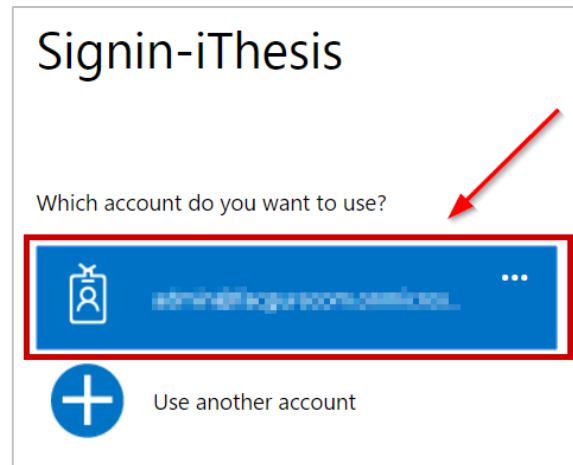 Signin-iThesis
Which account do you want to use?
Use another account